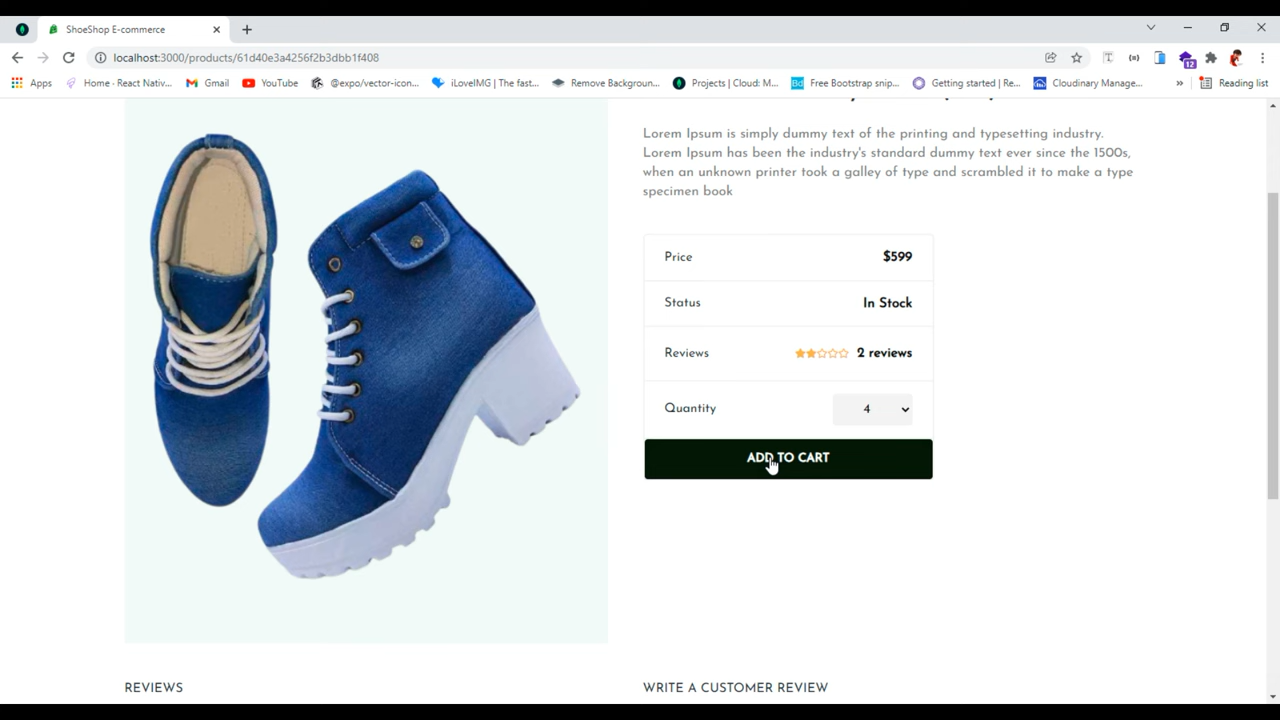 ShoeShop E-commerce
localhost:3000/products/61d40e3a4256f2b3dbb1f408
12
Apps Home · React Nativ... Gmail YouTube @expo/vector-icon... iLoveIMG | The fast... Remove Backgroun... Projects | Cloud: M... Bd Free Bootstrap snip... Getting started | Re... Cloudinary Manage... » Reading list
Lorem Ipsum is simply dummy text of the printing and typesetting industry.
Lorem Ipsum has been the industry's standard dummy text ever since the 1500s,
when an unknown printer took a galley of type and scrambled it to make a type
specimen book
Price $599
Status In Stock
Reviews 2 reviews
Quantity 4
ADD TO CART
REVIEWS WRITE A CUSTOMER REVIEW